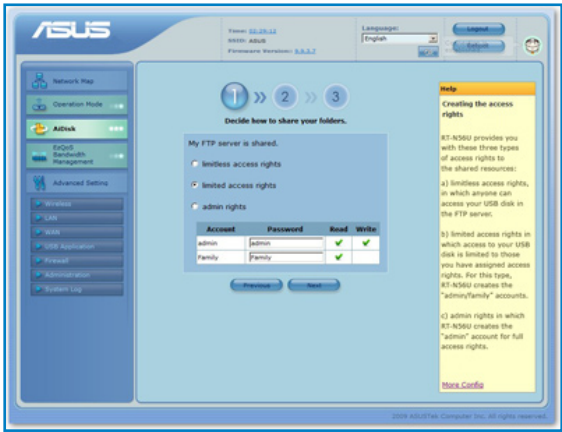 ASUS
Time: 02:29:12
SSID: ASUS
Firmware Version: 9.9.3.7
Language:
English
Logout
Network Map
Operation Mode
AiDisk
EzQoS
Bandwidth
Management
Advanced Setting
Wireless
LAN
WAN
USB Application
Firewall
Administration
System Log
1 » 2 » 3
Decide how to share your folders.
My FTP server is shared.
limitless access rights
limited access rights
admin rights
Account Password Read Write
admin admin
Family Family
Previous Next
Help
Creating the access
rights
RT-N56U provides you
with these three types
of access rights to
the shared resources:
a) limitless access rights,
in which anyone can
access your USB disk in
the FTP server.
b) limited access rights in
which access to your USB
disk is limited to those
you have assigned access
rights. For this type,
RT-N56U creates the
"admin/family" accounts.
c) admin rights in which
RT-N56U creates the
"admin" account for full
access rights.
More Config
2009 ASUSTek Computer Inc. All rights reserved.